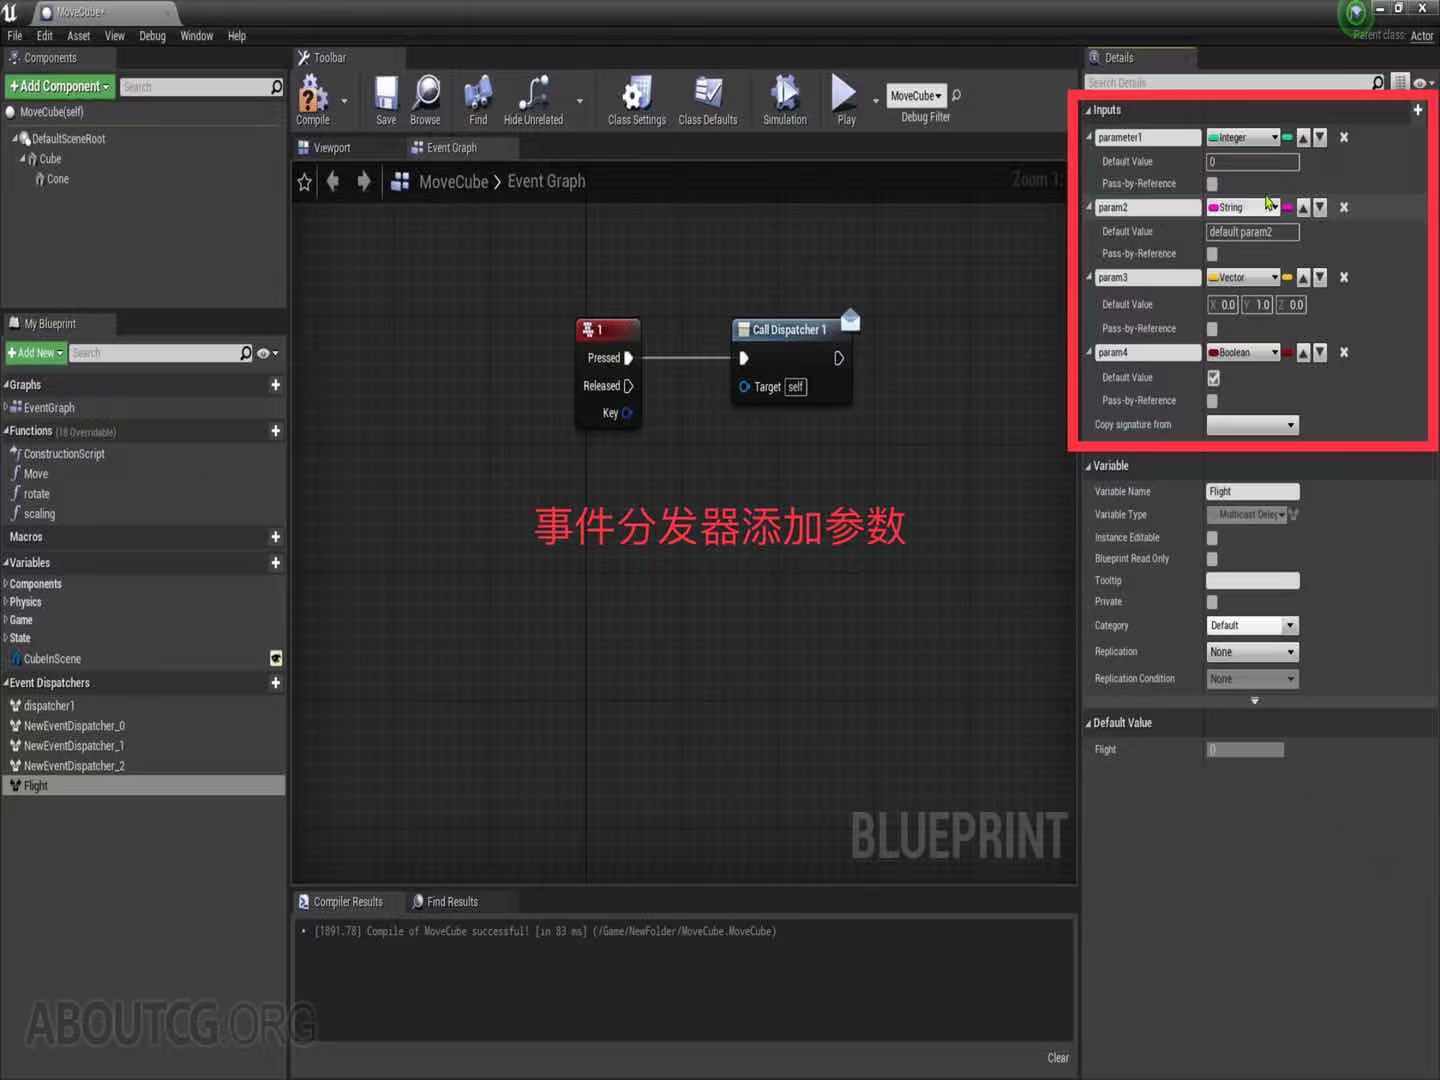 MoveCube*
File Edit Asset View Debug Window Help
Parent class: Actor
Components
+Add Component
Search
MoveCube(self)
DefaultSceneRoot
Cube
Cone
My Blueprint
+Add New
Search
Graphs
EventGraph
Functions (18 Overridable)
ConstructionScript
Move
rotate
scaling
Macros
Variables
Components
Physics
Game
State
CubeInScene
Event Dispatchers
dispatcher1
NewEventDispatcher_0
NewEventDispatcher_1
NewEventDispatcher_2
Flight
Toolbar
Compile
Save
Browse
Find
Hide Unrelated
Class Settings
Class Defaults
Simulation
Play
MoveCube
Debug Filter
Viewport
Event Graph
MoveCube > Event Graph
Zoom 1:
1
Pressed
Released
Key
Call Dispatcher 1
Target self
事件分发器添加参数
BLUEPRINT
Compiler Results
Find Results
[1891.78] Compile of MoveCube successful! [in 83 ms] (/Game/NewFolder/MoveCube.MoveCube)
Clear
Details
Search Details
Inputs
parameter1 Integer
Default Value 0
Pass-by-Reference
param2 String
Default Value default param2
Pass-by-Reference
param3 Vector
Default Value X 0.0 Y 1.0 Z 0.0
Pass-by-Reference
param4 Boolean
Default Value
Pass-by-Reference
Copy signature from
Variable
Variable Name Flight
Variable Type Multicast Deleg
Instance Editable
Blueprint Read Only
Tooltip
Private
Category Default
Replication None
Replication Condition None
Default Value
Flight ()
ABOUTCG.ORG